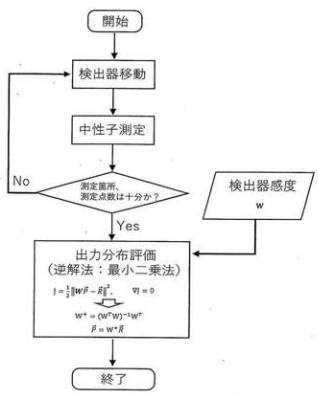 開始
検出器移動
中性子測定
測定箇所、
測定点数は十分か？
No
Yes
検出器感度
W
出力分布評価
(逆解法：最小二乗法)
J=½‖WP⃗−R⃗‖², ∇J=0
W⁺=(WᵀW)⁻¹Wᵀ
P⃗=W⁺R⃗
終了